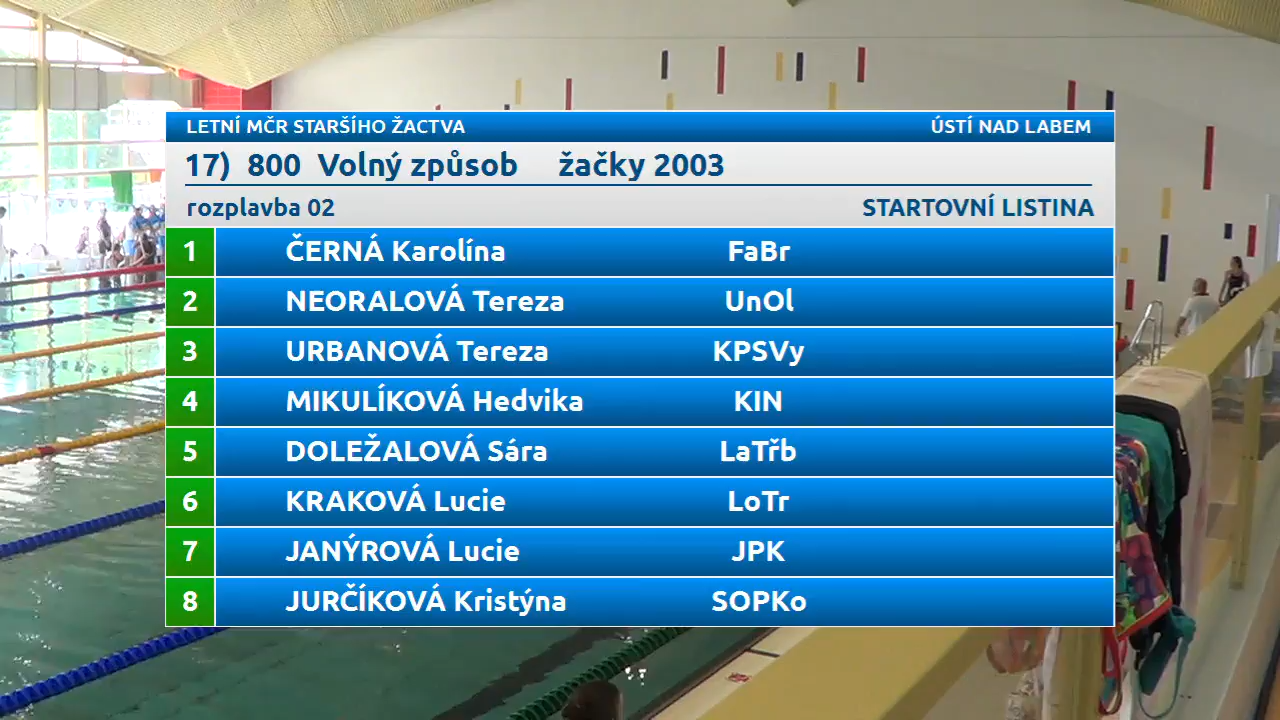 LETNÍ MČR STARŠÍHO ŽACTVA ÚSTÍ NAD LABEM
17) 800 Volný způsob žačky 2003
rozplavba 02 STARTOVNÍ LISTINA
1 ČERNÁ Karolína FaBr
2 NEORALOVÁ Tereza UnOl
3 URBANOVÁ Tereza KPSVy
4 MIKULÍKOVÁ Hedvika KIN
5 DOLEŽALOVÁ Sára LaTřb
6 KRAKOVÁ Lucie LoTr
7 JANÝROVÁ Lucie JPK
8 JURČÍKOVÁ Kristýna SOPKo